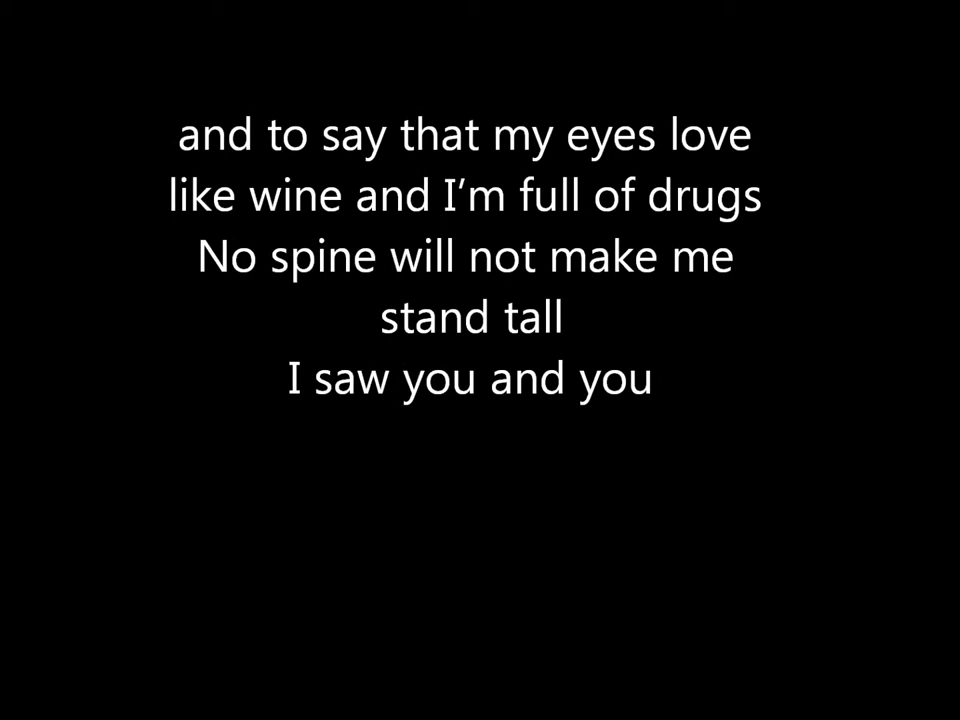 and to say that my eyes love
like wine and I’m full of drugs
No spine will not make me
stand tall
I saw you and you